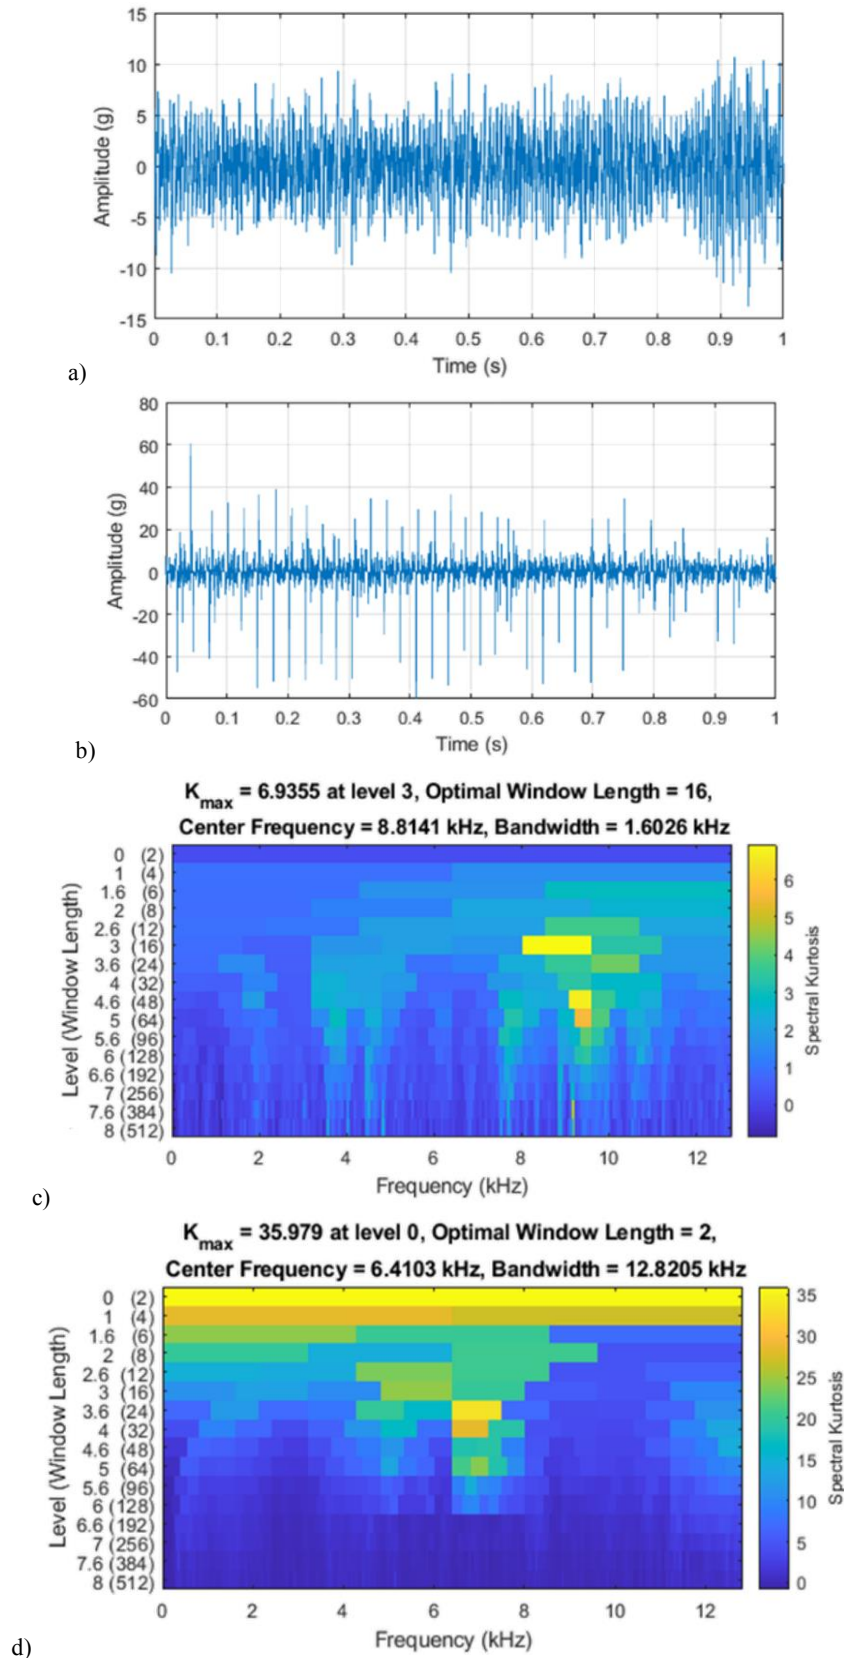 15
10
5
0
-5
-10
-15
Amplitude (g)
0 0.1 0.2 0.3 0.4 0.5 0.6 0.7 0.8 0.9 1
Time (s)
a)
80
60
40
20
0
-20
-40
-60
Amplitude (g)
0 0.1 0.2 0.3 0.4 0.5 0.6 0.7 0.8 0.9 1
Time (s)
b)
Kmax = 6.9355 at level 3, Optimal Window Length = 16,
Center Frequency = 8.8141 kHz, Bandwidth = 1.6026 kHz
Level (Window Length)
0 (2)
1 (4)
1.6 (6)
2 (8)
2.6 (12)
3 (16)
3.6 (24)
4 (32)
4.6 (48)
5 (64)
5.6 (96)
6 (128)
6.6 (192)
7 (256)
7.6 (384)
8 (512)
0 2 4 6 8 10 12
Frequency (kHz)
6
5
4
3
2
1
0
Spectral Kurtosis
c)
Kmax = 35.979 at level 0, Optimal Window Length = 2,
Center Frequency = 6.4103 kHz, Bandwidth = 12.8205 kHz
Level (Window Length)
0 (2)
1 (4)
1.6 (6)
2 (8)
2.6 (12)
3 (16)
3.6 (24)
4 (32)
4.6 (48)
5 (64)
5.6 (96)
6 (128)
6.6 (192)
7 (256)
7.6 (384)
8 (512)
0 2 4 6 8 10 12
Frequency (kHz)
35
30
25
20
15
10
5
0
Spectral Kurtosis
d)